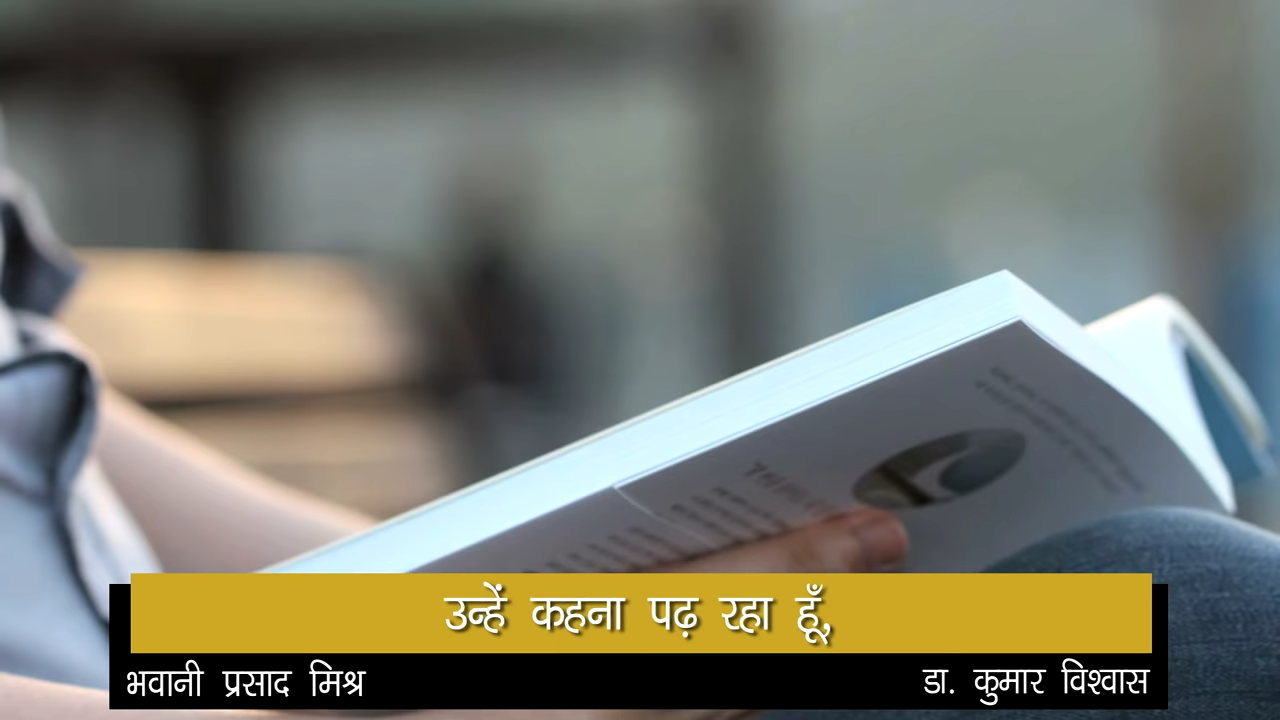 उन्हें कहना पढ़ रहा हूँ,
भवानी प्रसाद मिश्र
डा. कुमार विश्वास